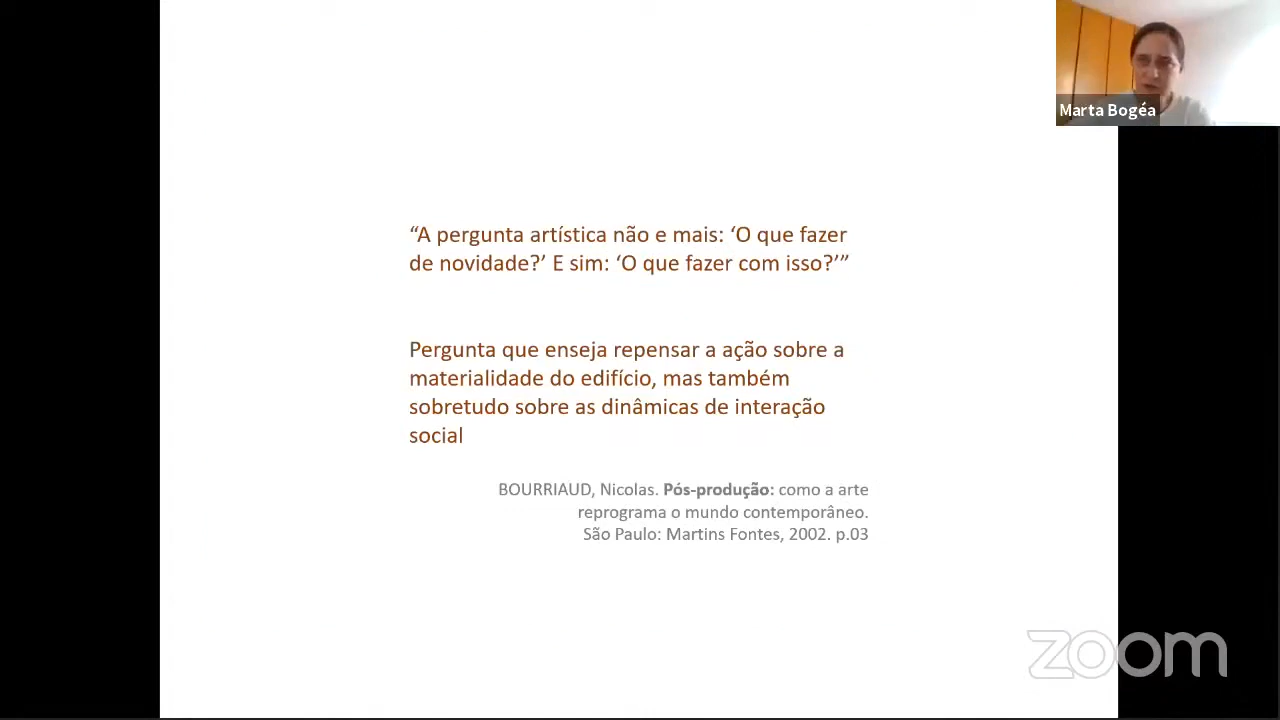 Marta Bogéa
“A pergunta artística não e mais: ‘O que fazer
de novidade?’ E sim: ‘O que fazer com isso?’”
Pergunta que enseja repensar a ação sobre a
materialidade do edifício, mas também
sobretudo sobre as dinâmicas de interação
social
BOURRIAUD, Nicolas. Pós-produção: como a arte
reprograma o mundo contemporâneo.
São Paulo: Martins Fontes, 2002. p.03
zoom